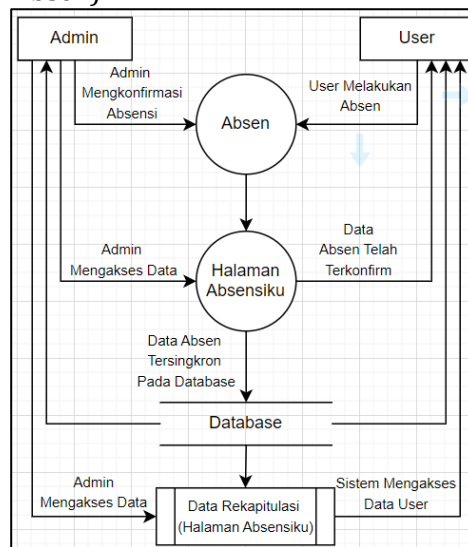 Admin
User
Admin
Mengkonfirmasi
Absensi
User Melakukan
Absen
Absen
Admin
Mengakses Data
Halaman
Absensiku
Data
Absen Telah
Terkonfirm
Data Absen
Tersingkron
Pada Database
Database
Admin
Mengakses Data
Data Rekapitulasi
(Halaman Absensiku)
Sistem Mengakses
Data User